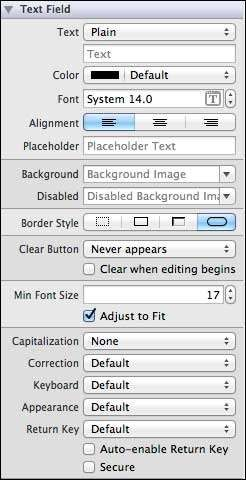 Text Field
Text Plain
Text
Color Default
Font System 14.0 T
Alignment
Placeholder Placeholder Text
Background Background Image
Disabled Disabled Background Ima
Border Style
Clear Button Never appears
Clear when editing begins
Min Font Size 17
Adjust to Fit
Capitalization None
Correction Default
Keyboard Default
Appearance Default
Return Key Default
Auto-enable Return Key
Secure